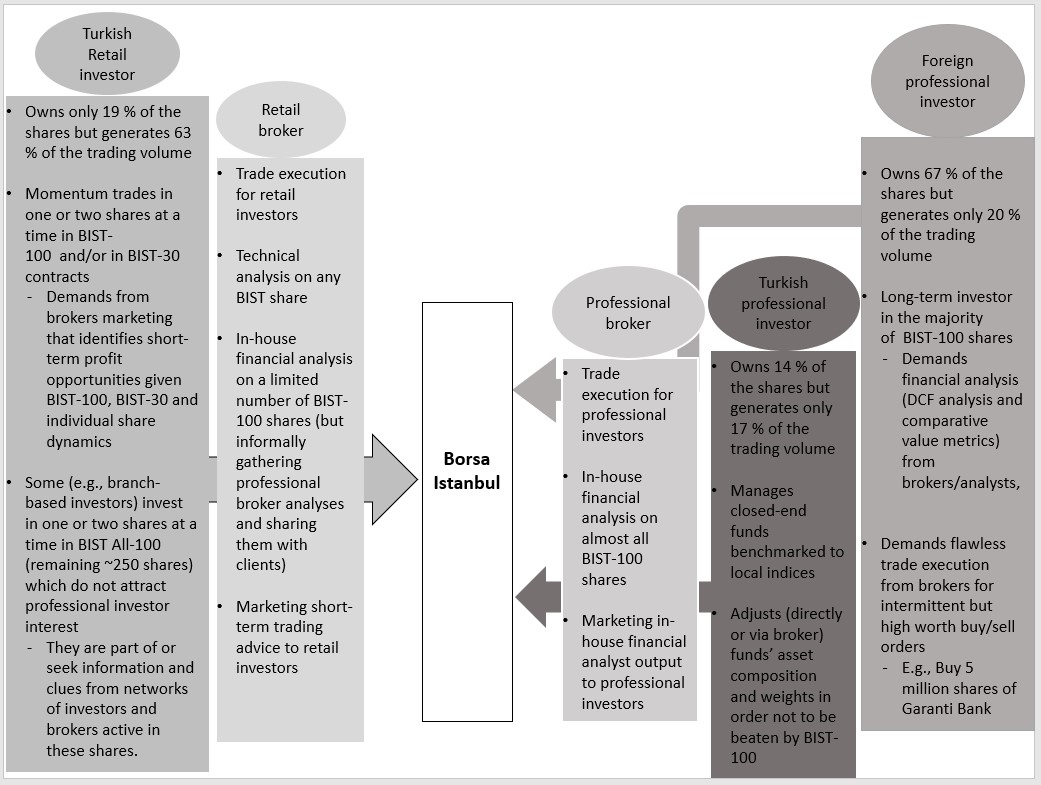 Turkish
Retail
investor
• Owns only 19 % of the
shares but generates 63
% of the trading volume
• Momentum trades in
one or two shares at a
time in BIST-
100  and/or in BIST-30
contracts
- Demands from
brokers marketing
that identifies short-
term profit
opportunities given
BIST-100, BIST-30 and
individual share
dynamics
• Some (e.g., branch-
based investors) invest
in one or two shares at a
time in BIST All-100
(remaining ~250 shares)
which do not attract
professional investor
interest
- They are part of or
seek information and
clues from networks
of investors and
brokers active in
these shares.
Retail
broker
• Trade execution
for retail
investors
• Technical
analysis on any
BIST share
• In-house
financial analysis
on a limited
number of BIST-
100 shares (but
informally
gathering
professional
broker analyses
and sharing
them with
clients)
• Marketing short-
term trading
advice to retail
investors
Borsa
Istanbul
Professional
broker
• Trade
execution for
professional
investors
• In-house
financial
analysis on
almost all
BIST-100
shares
• Marketing in-
house financial
analyst output
to professional
investors
Turkish
professional
investor
• Owns 14 % of
the shares but
generates only
17 % of the
trading volume
• Manages
closed-end
funds
benchmarked to
local indices
• Adjusts (directly
or via broker)
funds’ asset
composition
and weights in
order not to be
beaten by BIST-
100
Foreign
professional
investor
• Owns 67 % of the
shares but
generates only 20 %
of the trading
volume
• Long-term investor
in the majority
of  BIST-100 shares
- Demands
financial analysis
(DCF analysis and
comparative
value metrics)
from
brokers/analysts,
• Demands flawless
trade execution
from brokers for
intermittent but
high worth buy/sell
orders
- E.g., Buy 5
million shares of
Garanti Bank